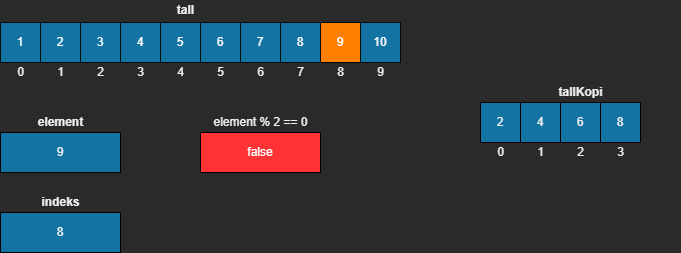 tall
1 2 3 4 5 6 7 8 9 10
0 1 2 3 4 5 6 7 8 9
tallKopi
2 4 6 8
0 1 2 3
element
9
element % 2 == 0
false
indeks
8